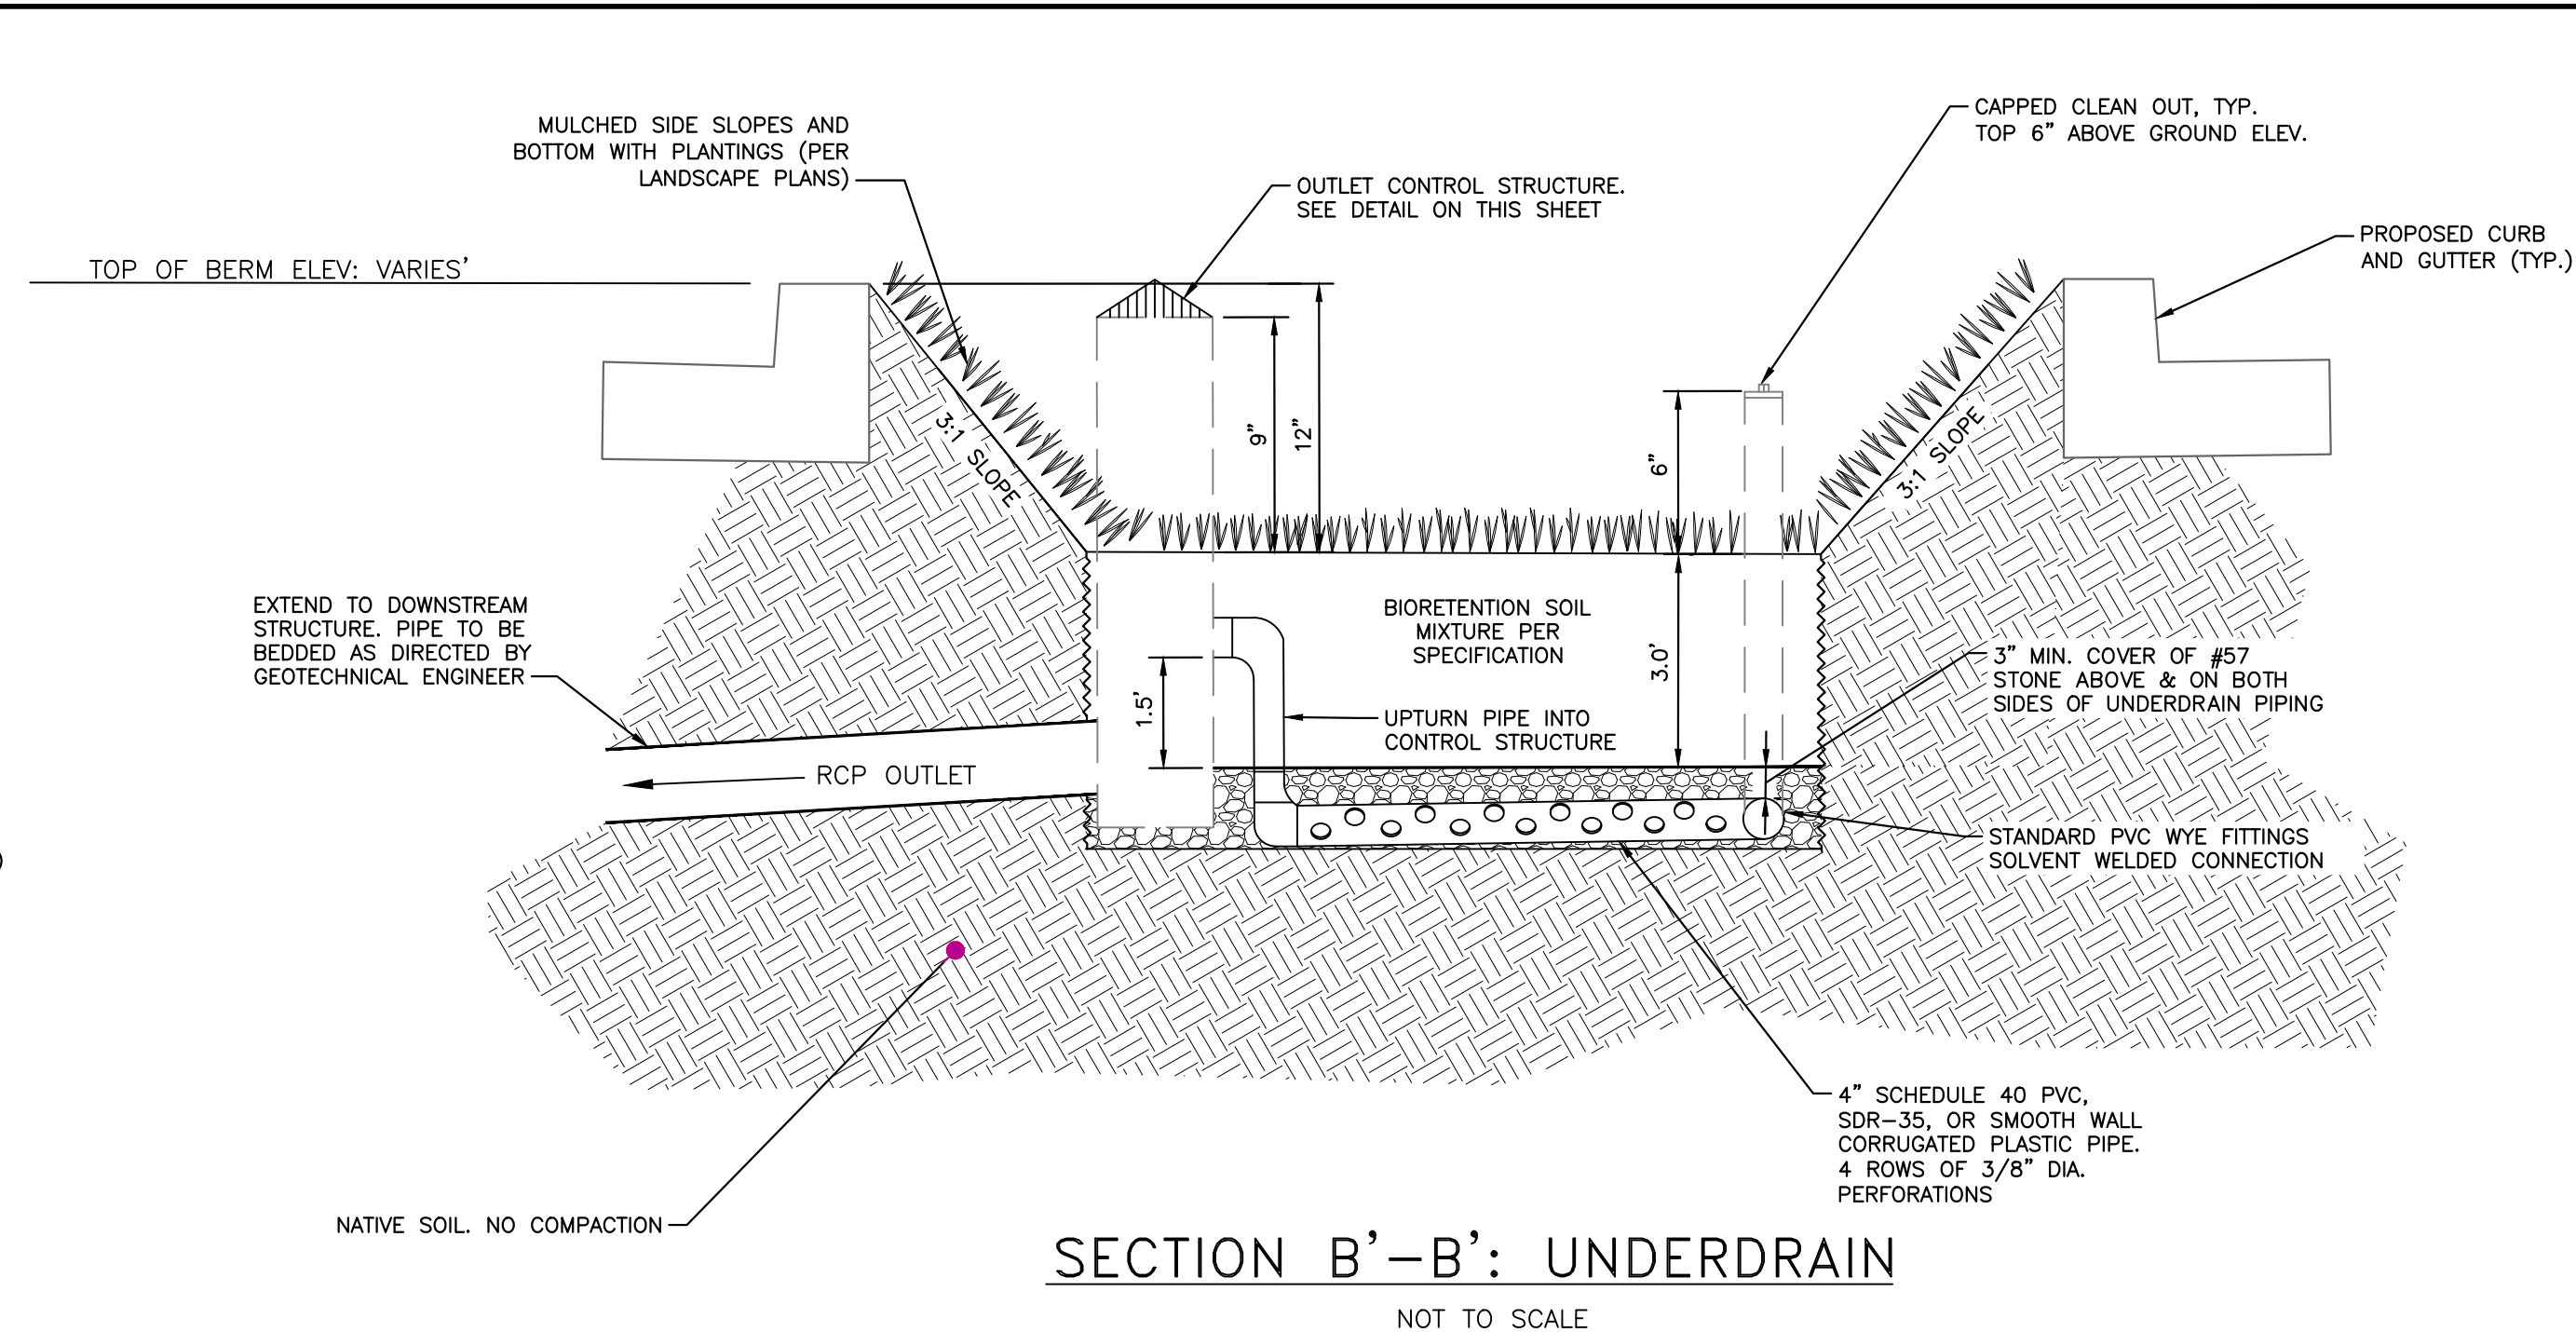 MULCHED SIDE SLOPES AND
BOTTOM WITH PLANTINGS (PER
LANDSCAPE PLANS)
CAPPED CLEAN OUT, TYP.
TOP 6" ABOVE GROUND ELEV.
OUTLET CONTROL STRUCTURE.
SEE DETAIL ON THIS SHEET
PROPOSED CURB
AND GUTTER (TYP.)
TOP OF BERM ELEV: VARIES'
3:1 SLOPE
9"
12"
6"
3:1 SLOPE
EXTEND TO DOWNSTREAM
STRUCTURE. PIPE TO BE
BEDDED AS DIRECTED BY
GEOTECHNICAL ENGINEER
BIORETENTION SOIL
MIXTURE PER
SPECIFICATION
3.0'
1.5'
3" MIN. COVER OF #57
STONE ABOVE & ON BOTH
SIDES OF UNDERDRAIN PIPING
UPTURN PIPE INTO
CONTROL STRUCTURE
RCP OUTLET
STANDARD PVC WYE FITTINGS
SOLVENT WELDED CONNECTION
4" SCHEDULE 40 PVC,
SDR-35, OR SMOOTH WALL
CORRUGATED PLASTIC PIPE.
4 ROWS OF 3/8" DIA.
PERFORATIONS
NATIVE SOIL. NO COMPACTION
SECTION B'-B': UNDERDRAIN
NOT TO SCALE